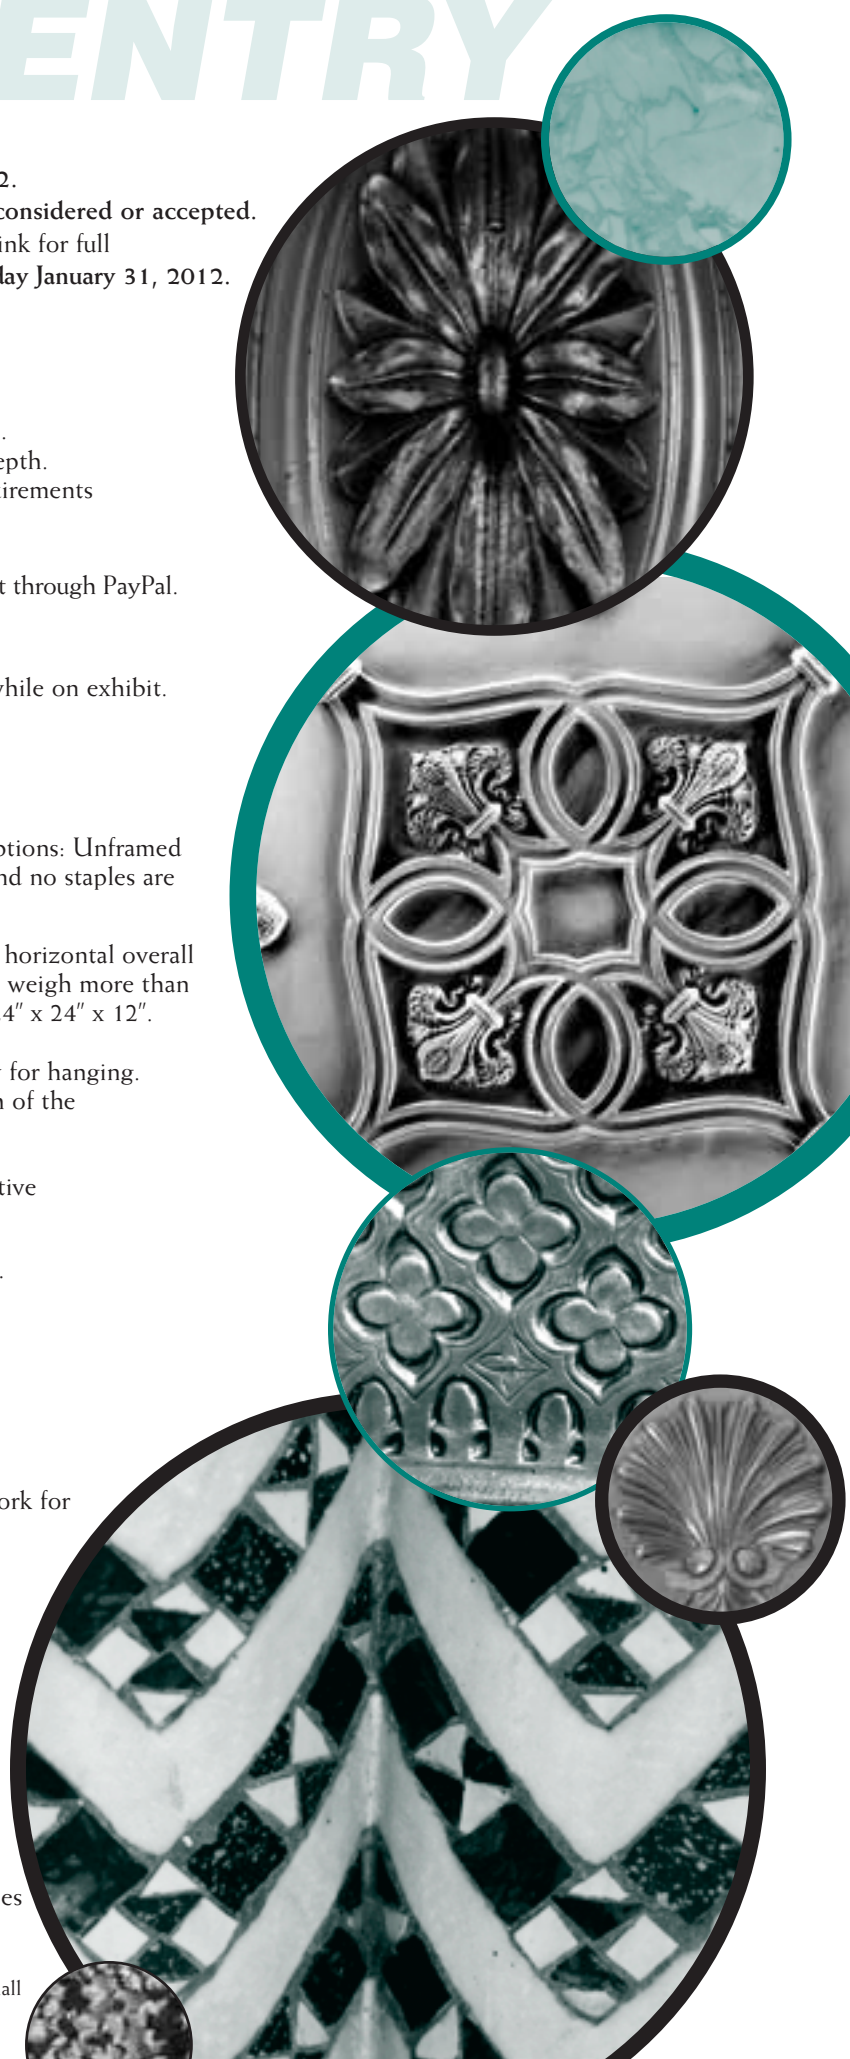 ENTRY
2.
considered or accepted.
ink for full
day January 31, 2012.
.
epth.
irements
t through PayPal.
while on exhibit.
ptions: Unframed
nd no staples are
horizontal overall
weigh more than
24" x 24" x 12".
for hanging.
n of the
tive
.
ork for
es
all